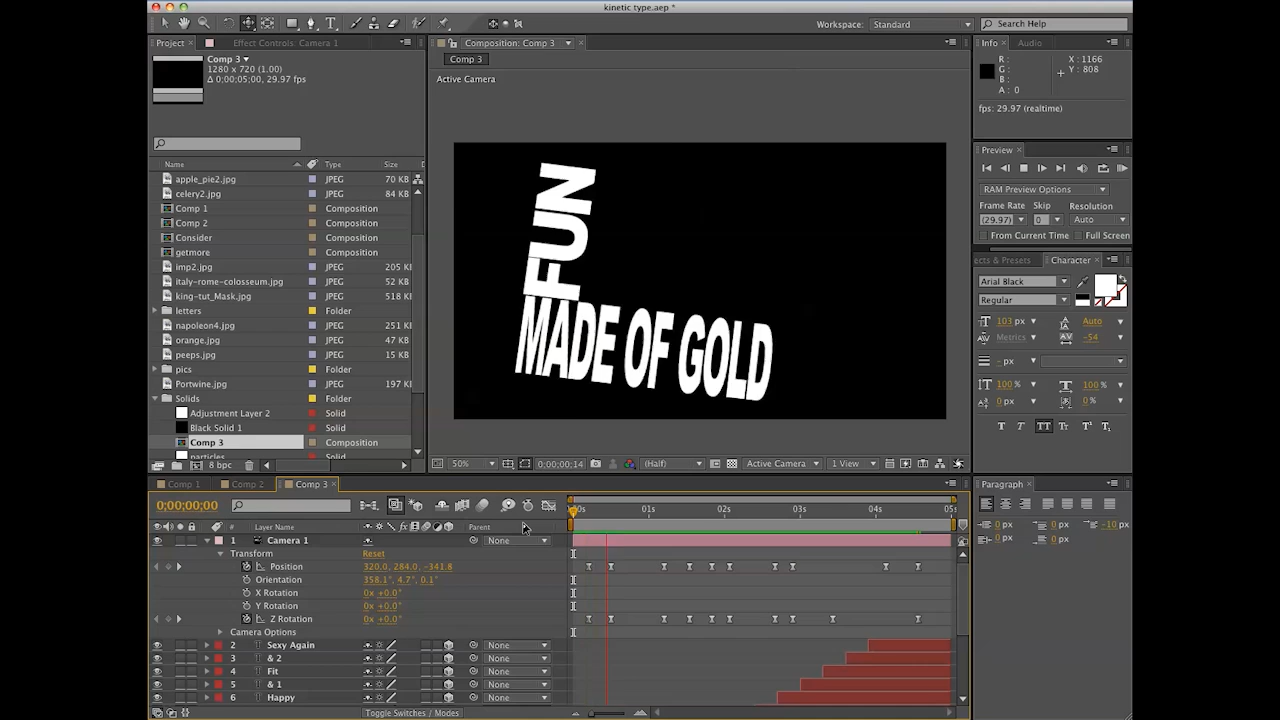 kinetic type.aep *
Workspace: Standard
Search Help
Project
Effect Controls: Camera 1
Composition: Comp 3
Info
Audio
Comp 3
1280 x 720 (1.00)
Δ 0;00;05;00, 29.97 fps
Comp 3
Active Camera
R :
G :
B :
A : 0
X : 1166
Y : 808
fps: 29.97 (realtime)
Preview
RAM Preview Options
Frame Rate Skip Resolution
(29.97) 0 Auto
From Current Time Full Screen
Name Type Size
apple_pie2.jpg JPEG 70 KB
celery2.jpg JPEG 84 KB
Comp 1 Composition
Comp 2 Composition
Consider Composition
getmore Composition
imp2.jpg JPEG 205 K
italy-rome-colosseum.jpg JPEG 52 KB
king-tut_Mask.jpg JPEG 518 K
letters Folder
napoleon4.jpg JPEG 251 K
orange.jpg JPEG 47 KB
peeps.jpg JPEG 15 KB
pics Folder
Portwine.jpg JPEG 197 K
Solids Folder
Adjustment Layer 2 Solid
Black Solid 1 Solid
Comp 3 Composition
particles Solid
8 bpc
FUN
MADE OF GOLD
ects & Presets
Character
Arial Black
Regular
103 px Auto
Metrics -54
- px
100 % 100 %
0 px 0 %
T T TT Tr T¹ T₁
50% 0;00;00;14 (Half) Active Camera 1 View
Comp 1 Comp 2 Comp 3
Paragraph
0 px 0 px -10 px
0 px 0 px
0;00;00;00
00s 01s 02s 03s 04s 05s
# Layer Name Parent
1 Camera 1 None
Transform Reset
Position 320.0, 284.0, -341.8
Orientation 358.1°, 4.7°, 0.1°
X Rotation 0x +0.0°
Y Rotation 0x +0.0°
Z Rotation 0x +0.0°
Camera Options
2 T Sexy Again None
3 T & 2 None
4 T Fit None
5 T & 1 None
6 T Happy None
Toggle Switches / Modes